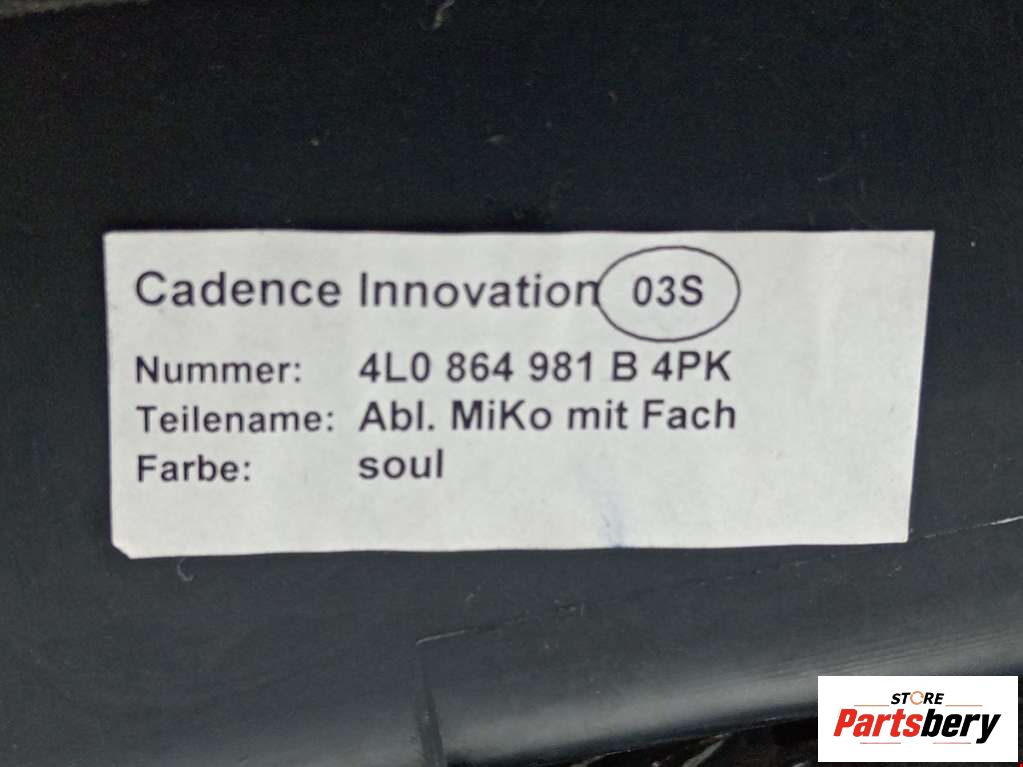 Cadence Innovation 03S
Nummer: 4L0 864 981 B 4PK
Teilename: Abl. MiKo mit Fach
Farbe: soul
STORE
Partsbery